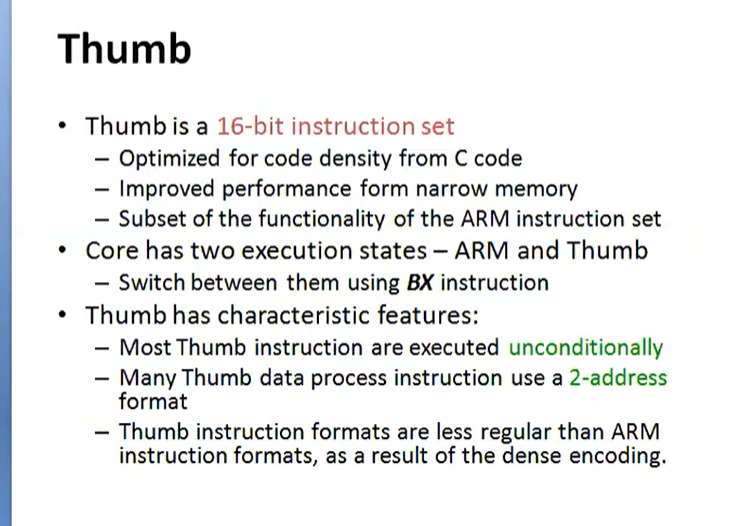 Thumb
• Thumb is a 16-bit instruction set
– Optimized for code density from C code
– Improved performance form narrow memory
– Subset of the functionality of the ARM instruction set
• Core has two execution states – ARM and Thumb
– Switch between them using BX instruction
• Thumb has characteristic features:
– Most Thumb instruction are executed unconditionally
– Many Thumb data process instruction use a 2-address
format
– Thumb instruction formats are less regular than ARM
instruction formats, as a result of the dense encoding.